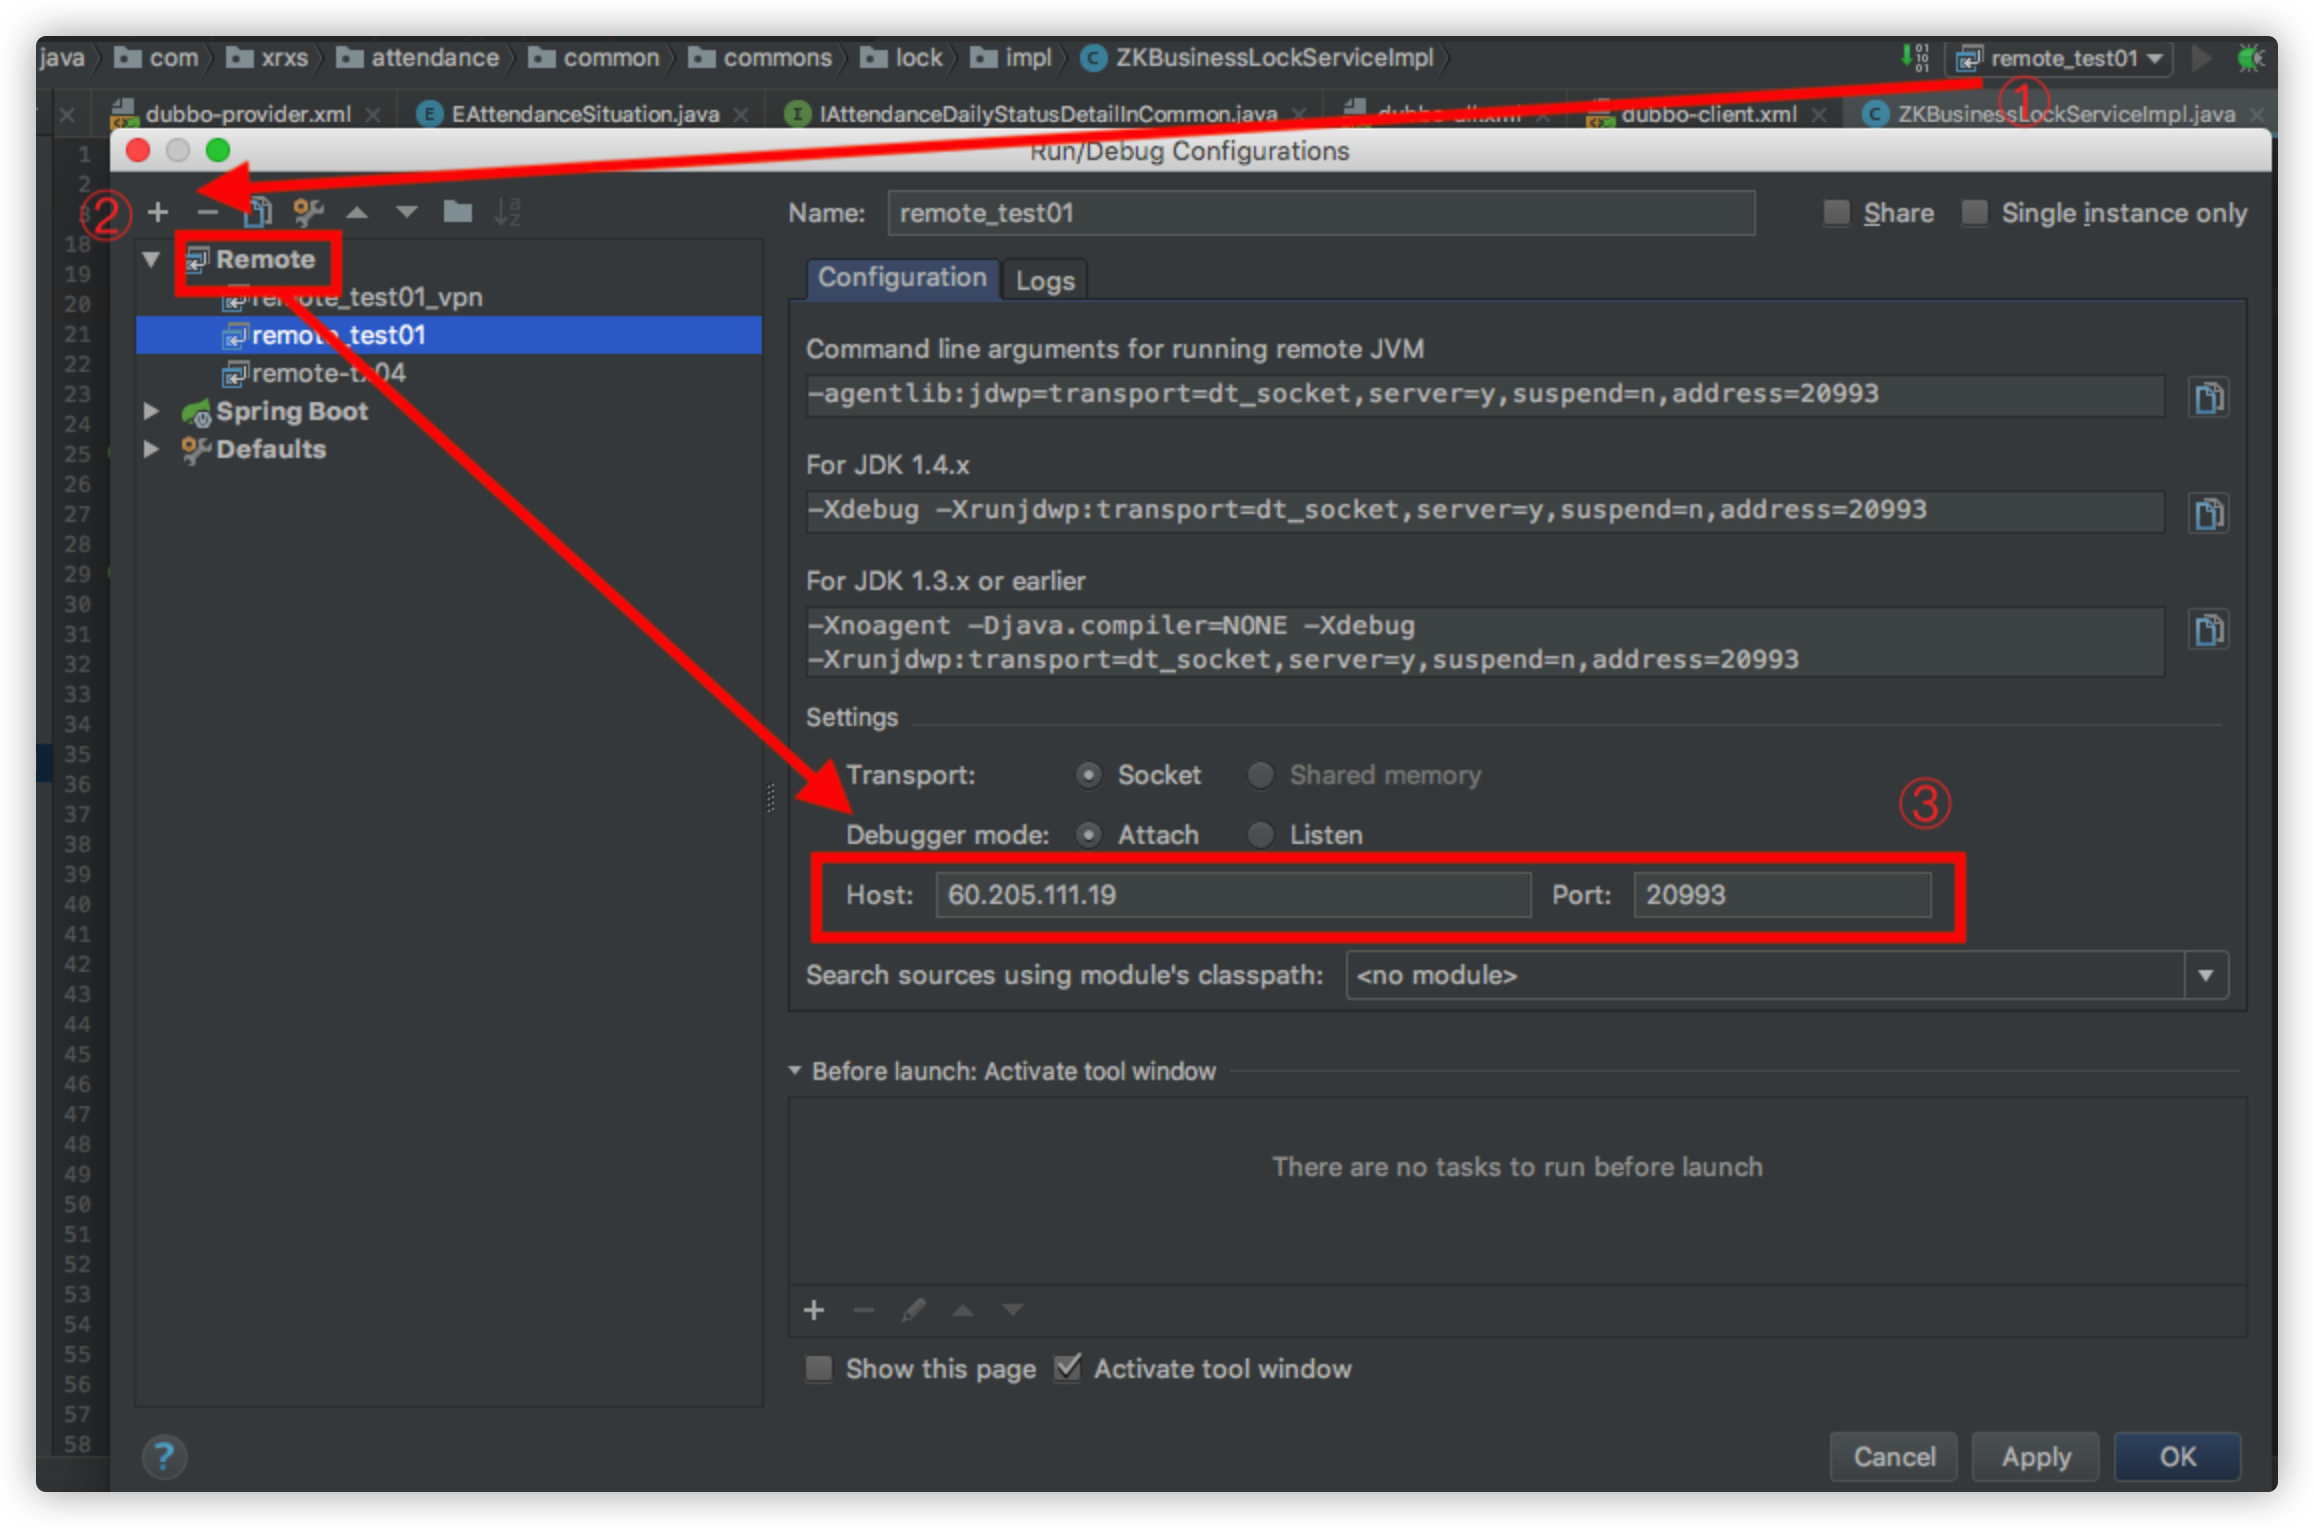 java com xrxs attendance common commons lock impl ZKBusinessLockServiceImpl remote_test01
①
dubbo-provider.xml EAttendanceSituation.java IAttendanceDailyStatusDetailInCommon.java dubbo-all.xml dubbo-client.xml ZKBusinessLockServiceImpl.java
Run/Debug Configurations
②
Name: remote_test01 Share Single instance only
Remote
remote_test01_vpn
remote_test01
remote-tx04
Spring Boot
Defaults
Configuration Logs
Command line arguments for running remote JVM
-agentlib:jdwp=transport=dt_socket,server=y,suspend=n,address=20993
For JDK 1.4.x
-Xdebug -Xrunjdwp:transport=dt_socket,server=y,suspend=n,address=20993
For JDK 1.3.x or earlier
-Xnoagent -Djava.compiler=NONE -Xdebug
-Xrunjdwp:transport=dt_socket,server=y,suspend=n,address=20993
Settings
Transport: Socket Shared memory
③
Debugger mode: Attach Listen
Host: 60.205.111.19 Port: 20993
Search sources using module's classpath: <no module>
Before launch: Activate tool window
There are no tasks to run before launch
Show this page Activate tool window
Cancel Apply OK
1
2
3
18
19
20
21
22
23
24
25
26
27
28
29
30
31
32
33
34
35
36
37
38
39
40
41
42
43
44
45
46
47
48
49
50
51
52
53
54
55
56
57
58